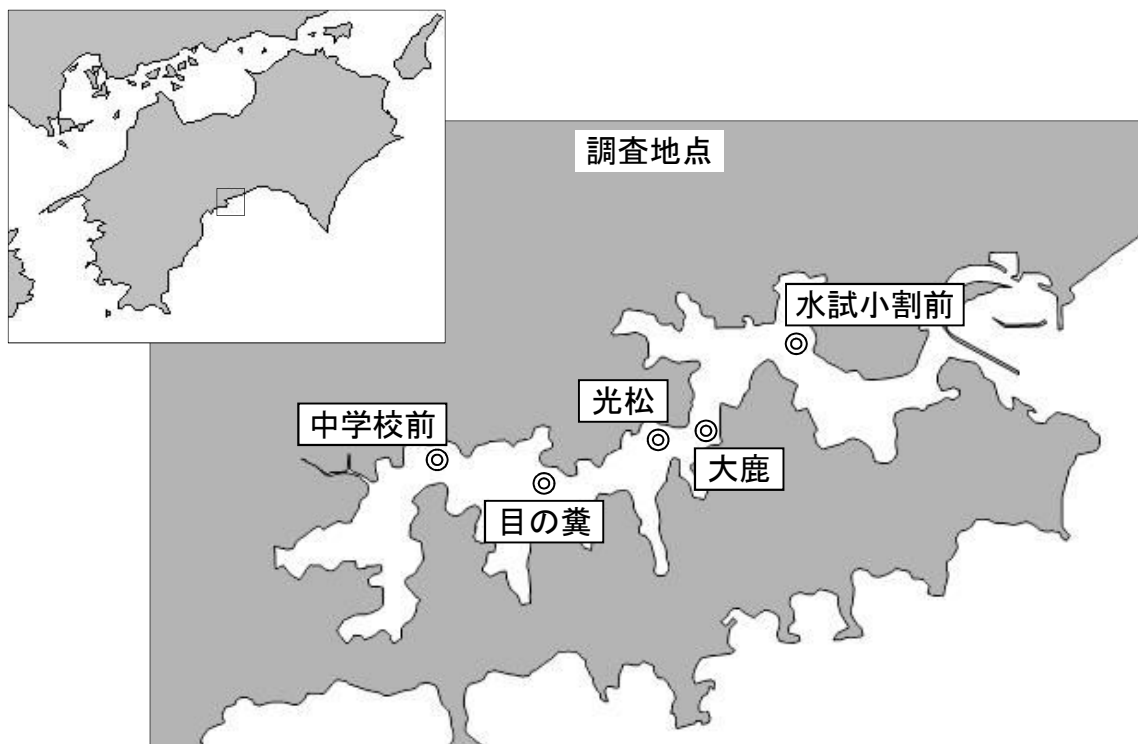 調査地点
水試小割前
光松
中学校前
大鹿
目の糞